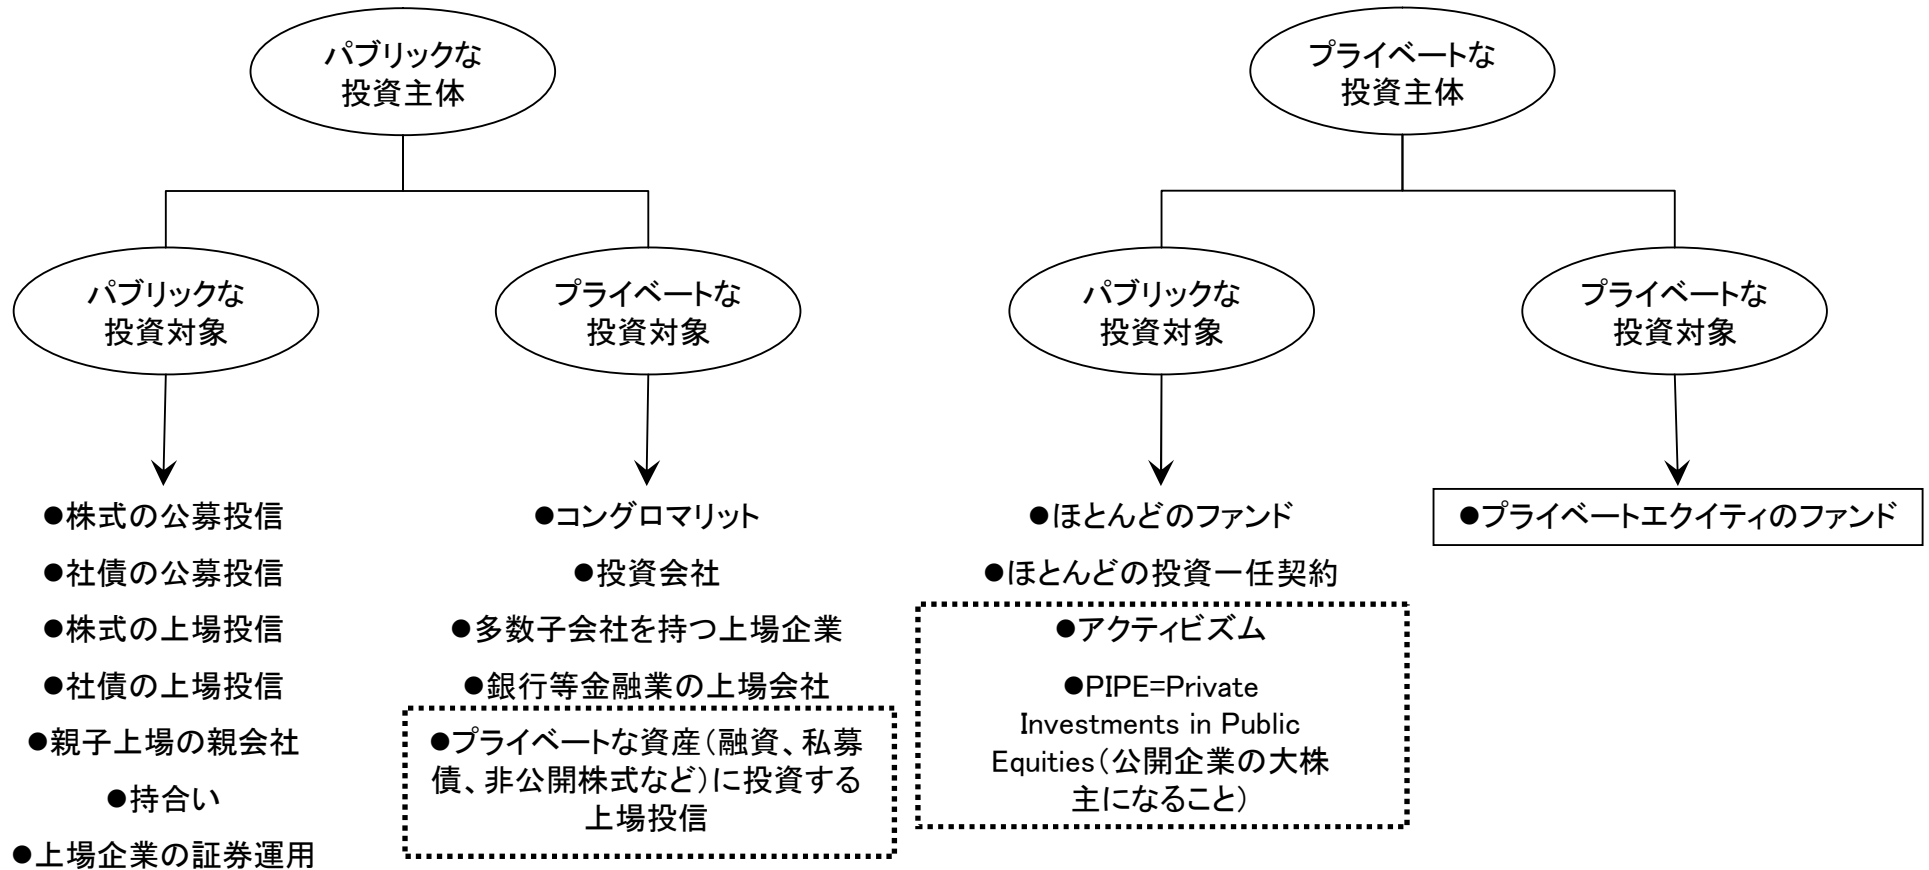 パブリックな
投資主体
プライベートな
投資主体
パブリックな
投資対象
プライベートな
投資対象
パブリックな
投資対象
プライベートな
投資対象
●株式の公募投信
●社債の公募投信
●株式の上場投信
●社債の上場投信
●親子上場の親会社
●持合い
●上場企業の証券運用
●コングロマリット
●投資会社
●多数子会社を持つ上場企業
●銀行等金融業の上場会社
●プライベートな資産(融資、私募
債、非公開株式など)に投資する
上場投信
●ほとんどのファンド
●ほとんどの投資一任契約
●アクティビズム
●PIPE=Private
Investments in Public
Equities(公開企業の大株
主になること)
●プライベートエクイティのファンド